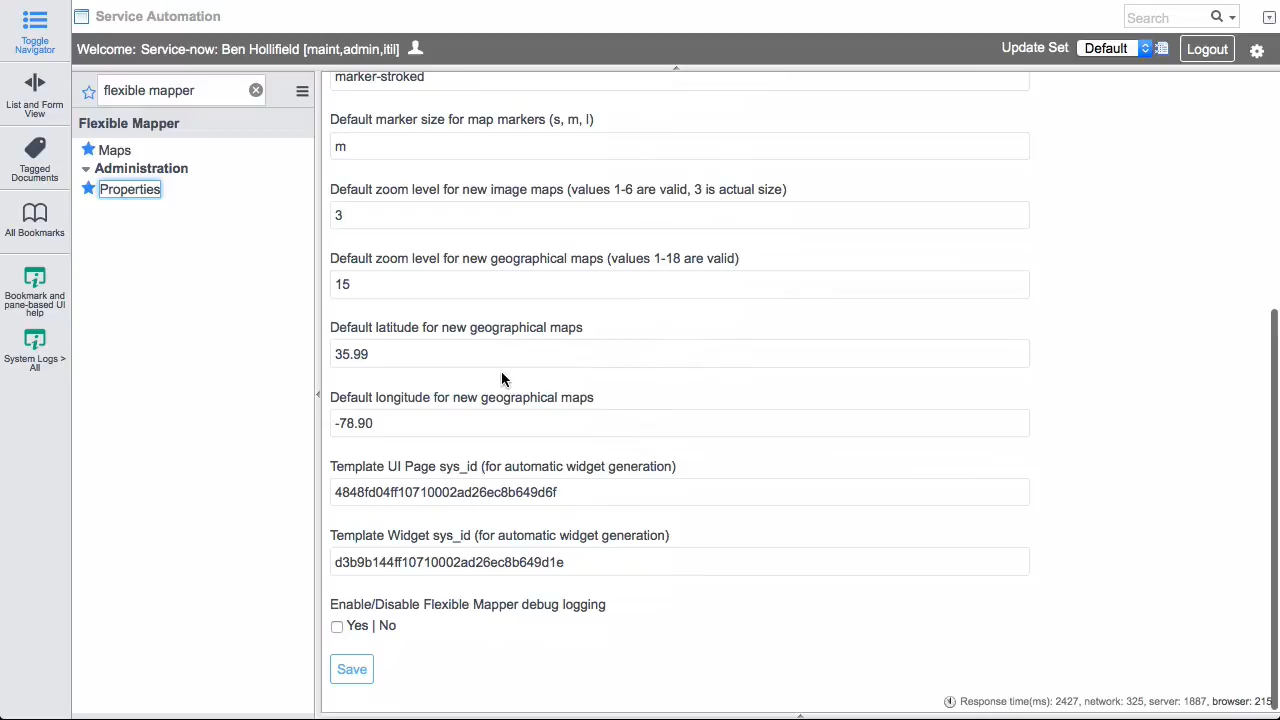 Toggle
Navigator
List and Form
View
Tagged
Documents
All Bookmarks
Bookmark and
pane-based UI
help
System Logs >
All
Service Automation
Search
Welcome: Service-now: Ben Hollifield [maint,admin,itil]
Update Set
Default
Logout
flexible mapper
Flexible Mapper
Maps
Administration
Properties
marker-stroked
Default marker size for map markers (s, m, l)
m
Default zoom level for new image maps (values 1-6 are valid, 3 is actual size)
3
Default zoom level for new geographical maps (values 1-18 are valid)
15
Default latitude for new geographical maps
35.99
Default longitude for new geographical maps
-78.90
Template UI Page sys_id (for automatic widget generation)
4848fd04ff10710002ad26ec8b649d6f
Template Widget sys_id (for automatic widget generation)
d3b9b144ff10710002ad26ec8b649d1e
Enable/Disable Flexible Mapper debug logging
Yes | No
Save
Response time(ms): 2427, network: 325, server: 1887, browser: 215